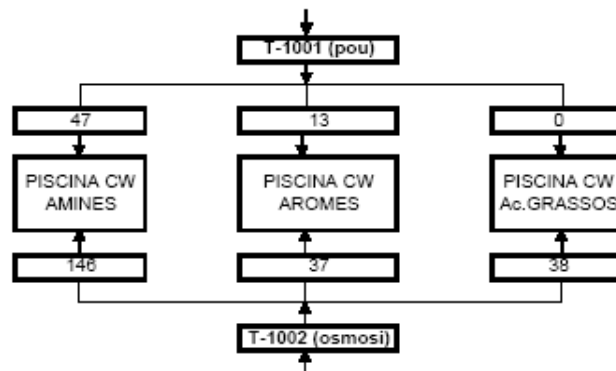 T-1001 (pou)
47
13
0
PISCINA CW
AMINES
PISCINA CW
AROMES
PISCINA CW
Ac.GRASSOS
146
37
38
T-1002 (osmosi)